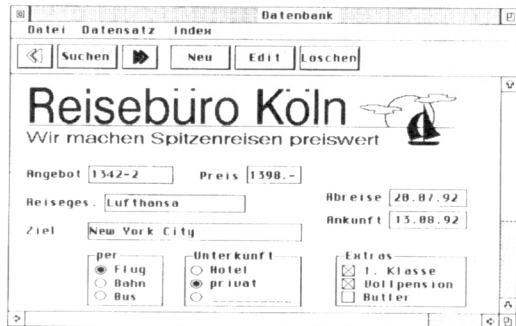 Datenbank
Datei Datensatz Index
Suchen Neu Edit Loschen
Reisebüro Köln
Wir machen Spitzenreisen preiswert
Angebot 1342-2 Preis 1398.-
Abreise 20.07.92
Reiseges. Lufthansa
Ankunft 13.08.92
Ziel New York City
per Unterkunft Extras
Flug Hotel 1. Klasse
Bahn privat Vollpension
Bus Butler